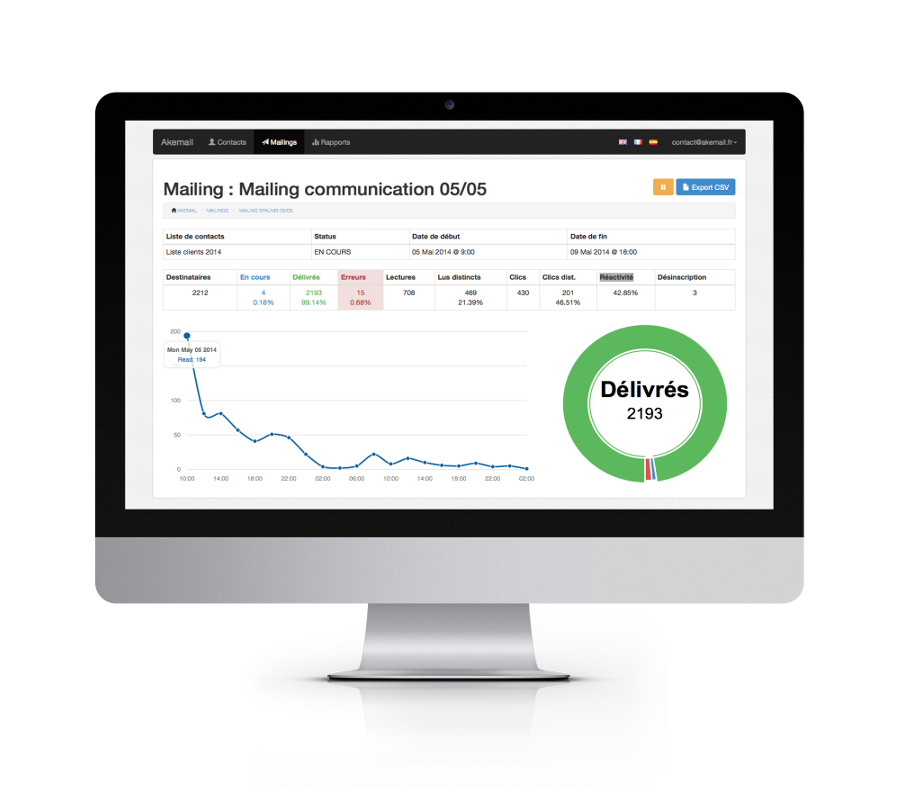 Akemail Contacts Mailings Rapports contact@akemail.fr
Mailing : Mailing communication 05/05
Export CSV
AKEMAIL / MAILINGS /
Liste de contacts Status Date de début Date de fin
Liste clients 2014 EN COURS 05 Mai 2014 @ 9:00 09 Mai 2014 @ 18:00
Destinataires En cours Délivrés Erreurs Lectures Lus distincts Clics Clics dist. Réactivité Désinscription
2212 4 2193 15 708 469 430 201 42.85% 3
0.18% 99.14% 0.68% 21.39% 46.51%
200
Mon May 05 2014
Read: 194
100
50
0
10:00 14:00 18:00 22:00 02:00 06:00 10:00 14:00 18:00 22:00 02:00
Délivrés
2193